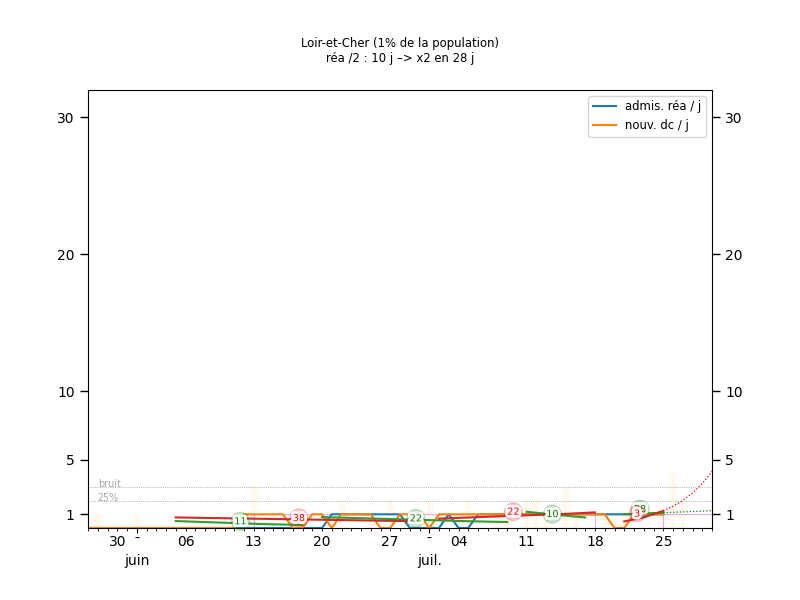 Loir-et-Cher (1% de la population)
réa /2 : 10 j –> x2 en 28 j
admis. réa / j
nouv. dc / j
30 30
20 20
10 10
5 5
bruit
25%
1 1
11 38 22 22 10 3
30 - 06 13 20 27 - 04 11 18 25
juin juil.